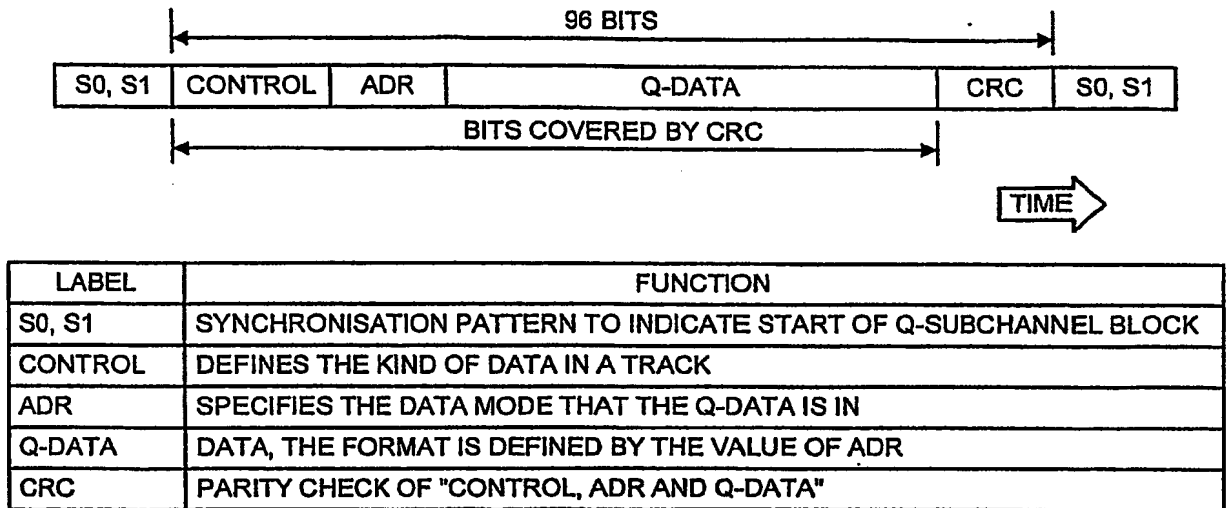 96 BITS
S0, S1 CONTROL ADR Q-DATA CRC S0, S1
BITS COVERED BY CRC
TIME
LABEL FUNCTION
S0, S1 SYNCHRONISATION PATTERN TO INDICATE START OF Q-SUBCHANNEL BLOCK
CONTROL DEFINES THE KIND OF DATA IN A TRACK
ADR SPECIFIES THE DATA MODE THAT THE Q-DATA IS IN
Q-DATA DATA, THE FORMAT IS DEFINED BY THE VALUE OF ADR
CRC PARITY CHECK OF "CONTROL, ADR AND Q-DATA"